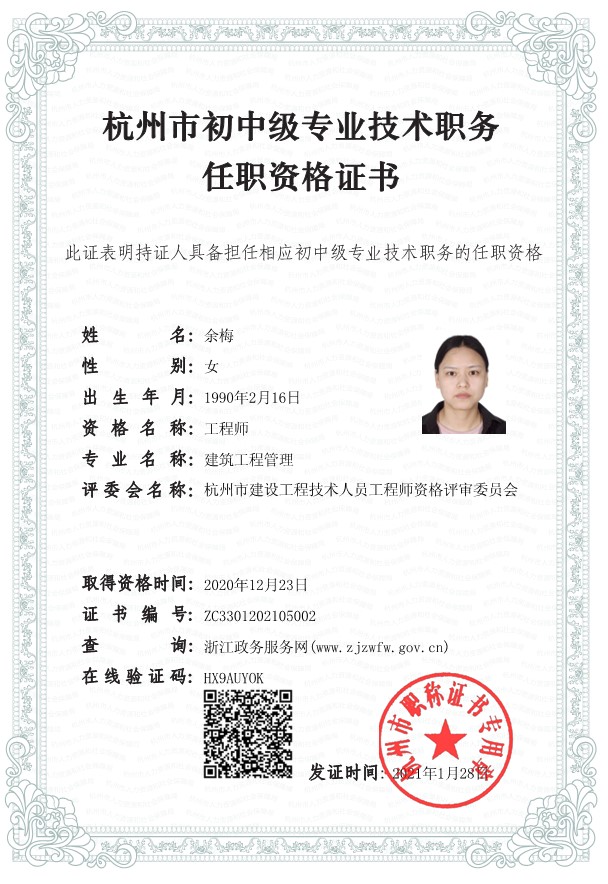 杭州市初中级专业技术职务
任职资格证书
此证表明持证人具备担任相应初中级专业技术职务的任职资格
姓名：余梅
性别：女
出生年月：1990年2月16日
资格名称：工程师
专业名称：建筑工程管理
评委会名称：杭州市建设工程技术人员工程师资格评审委员会
取得资格时间：2020年12月23日
证书编号：ZC3301202105002
查询：浙江政务服务网(www.zjzwfw.gov.cn)
在线验证码：HX9AUYOK
杭州市职称证书专用章
发证时间：2021年1月28日